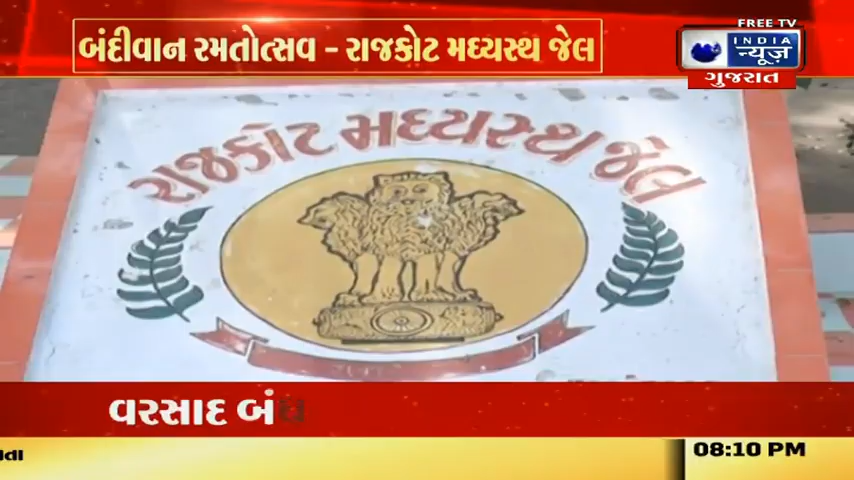 બંદીવાન રમતોત્સવ - રાજકોટ મધ્યસ્થ જેલ
FREE TV
INDIA
ન્યૂઝ
ગુજરાત
રાજકોટ મધ્યસ્થ જેલ
વરસાદ
08:10 PM